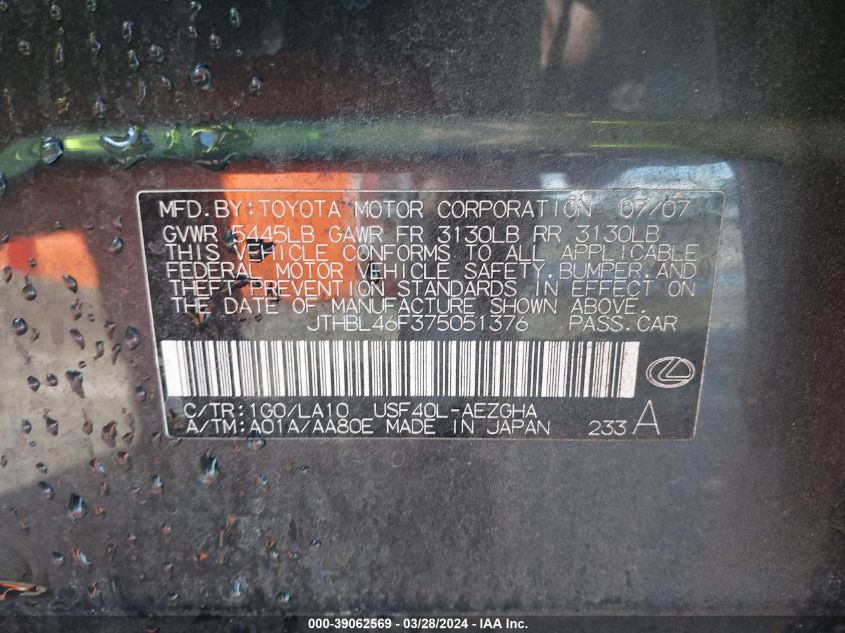 MFD.BY:TOYOTA MOTOR CORPORATION 07/07
GVWR 5445LB GAWR FR 3130LB RR 3130LB
THIS VEHICLE CONFORMS TO ALL APPLICABLE
FEDERAL MOTOR VEHICLE SAFETY,BUMPER,AND
THEFT PREVENTION STANDARDS IN EFFECT ON
THE DATE OF MANUFACTURE SHOWN ABOVE.
JTHBL46F375051376 PASS.CAR
C/TR:1G0/LA10 USF40L-AEZGHA
A/TM:A01A/AA80E MADE IN JAPAN 233 A
000-39062569 - 03/28/2024 - IAA Inc.